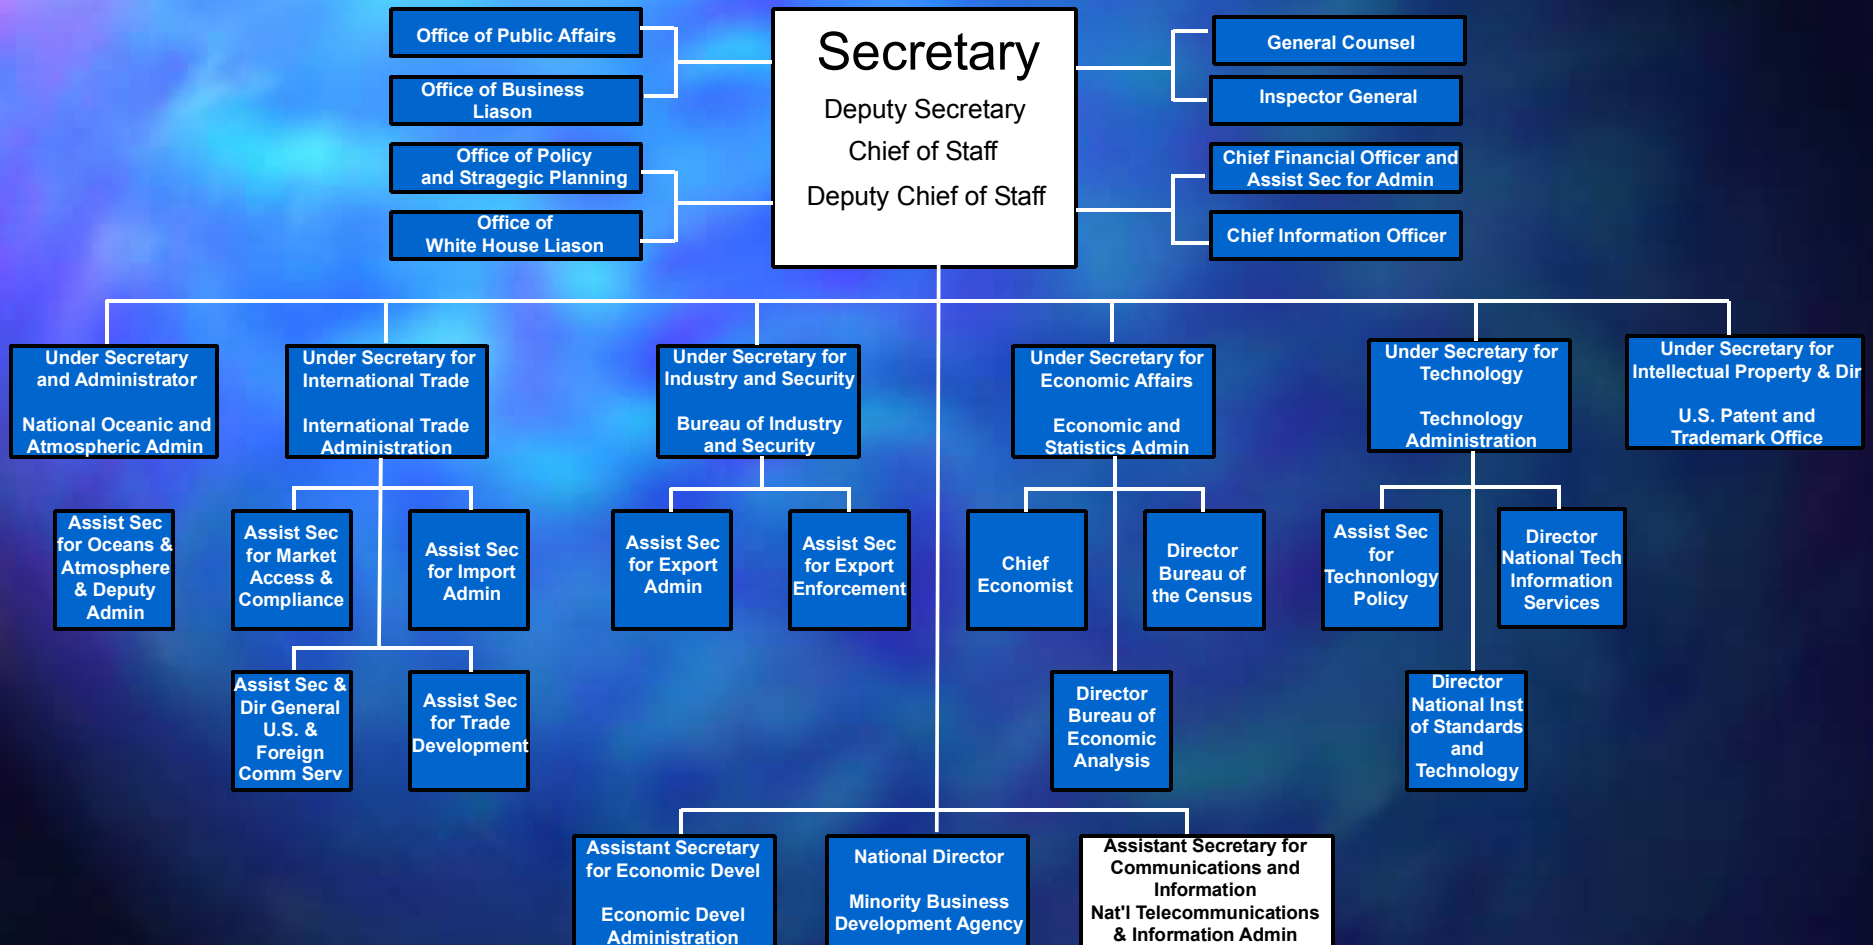 Office of Public Affairs
Office of Business
Liason
Office of Policy
and Stragegic Planning
Office of
White House Liason
Secretary
Deputy Secretary
Chief of Staff
Deputy Chief of Staff
General Counsel
Inspector General
Chief Financial Officer and
Assist Sec for Admin
Chief Information Officer
Under Secretary
and Administrator
National Oceanic and
Atmospheric Admin
Under Secretary for
International Trade
International Trade
Administration
Under Secretary for
Industry and Security
Bureau of Industry
and Security
Under Secretary for
Economic Affairs
Economic and
Statistics Admin
Under Secretary for
Technology
Technology
Administration
Under Secretary for
Intellectual Property & Dir
U.S. Patent and
Trademark Office
Assist Sec
for Oceans &
Atmosphere
& Deputy
Admin
Assist Sec
for Market
Access &
Compliance
Assist Sec
for Import
Admin
Assist Sec
for Export
Admin
Assist Sec
for Export
Enforcement
Chief
Economist
Director
Bureau of
the Census
Assist Sec
for
Technonlogy
Policy
Director
National Tech
Information
Services
Assist Sec &
Dir General
U.S. &
Foreign
Comm Serv
Assist Sec
for Trade
Development
Director
Bureau of
Economic
Analysis
Director
National Inst
of Standards
and
Technology
Assistant Secretary
for Economic Devel
Economic Devel
Administration
National Director
Minority Business
Development Agency
Assistant Secretary for
Communications and
Information
Nat'l Telecommunications
& Information Admin